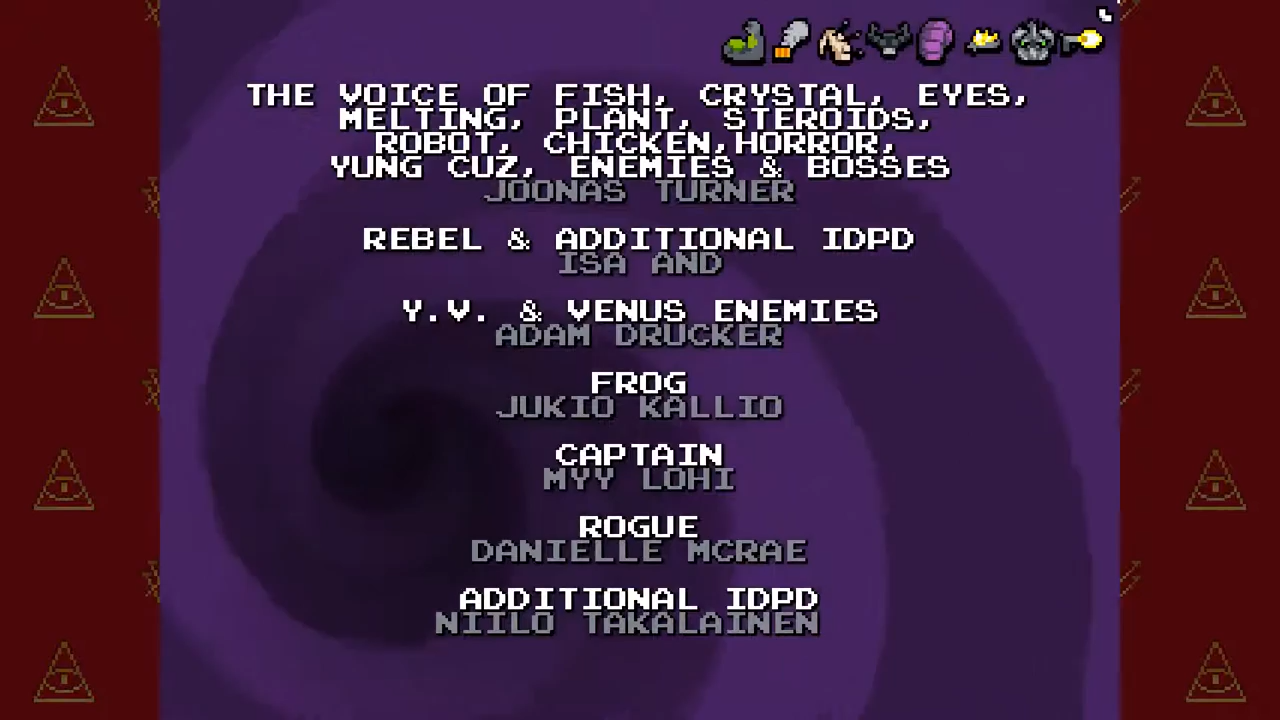 THE VOICE OF FISH, CRYSTAL, EYES,
MELTING, PLANT, STEROIDS,
ROBOT, CHICKEN,HORROR,
YUNG CUZ, ENEMIES & BOSSES
JOONAS TURNER
REBEL & ADDITIONAL IDPD
ISA AND
Y.V. & VENUS ENEMIES
ADAM DRUCKER
FROG
JUKIO KALLIO
CAPTAIN
MYY LOHI
ROGUE
DANIELLE MCRAE
ADDITIONAL IDPD
NIILO TAKALAINEN